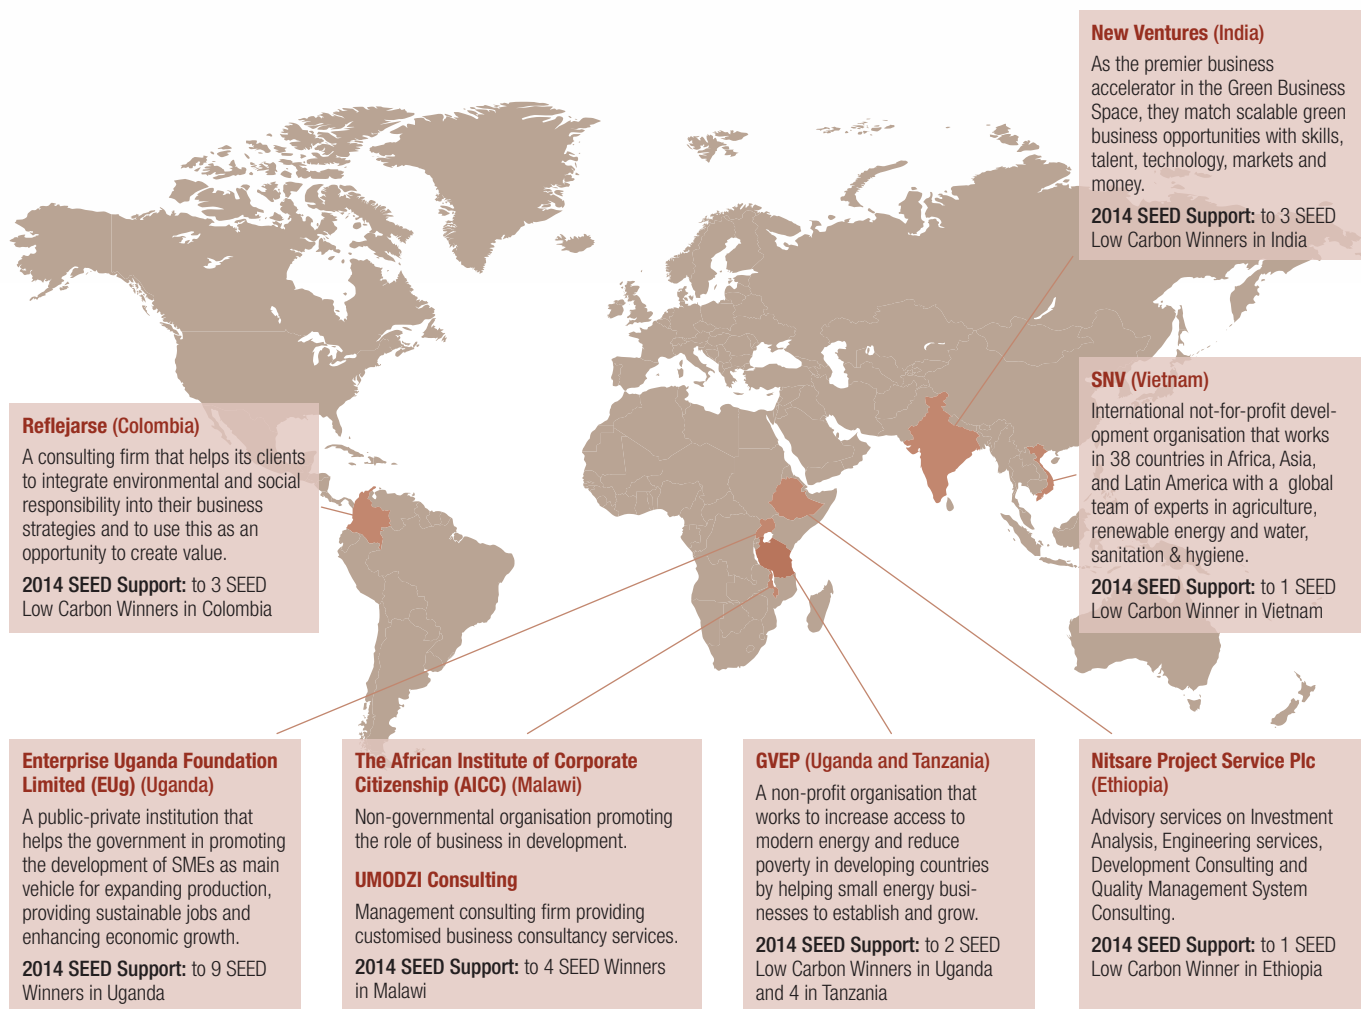 New Ventures (India)
As the premier business
accelerator in the Green Business
Space, they match scalable green
business opportunities with skills,
talent, technology, markets and
money.
2014 SEED Support: to 3 SEED
Low Carbon Winners in India
SNV (Vietnam)
International not-for-profit devel-
opment organisation that works
in 38 countries in Africa, Asia,
and Latin America with a global
team of experts in agriculture,
renewable energy and water,
sanitation & hygiene.
2014 SEED Support: to 1 SEED
Low Carbon Winner in Vietnam
Reflejarse (Colombia)
A consulting firm that helps its clients
to integrate environmental and social
responsibility into their business
strategies and to use this as an
opportunity to create value.
2014 SEED Support: to 3 SEED
Low Carbon Winners in Colombia
Enterprise Uganda Foundation
Limited (EUg) (Uganda)
A public-private institution that
helps the government in promoting
the development of SMEs as main
vehicle for expanding production,
providing sustainable jobs and
enhancing economic growth.
2014 SEED Support: to 9 SEED
Winners in Uganda
The African Institute of Corporate
Citizenship (AICC) (Malawi)
Non-governmental organisation promoting
the role of business in development.
UMODZI Consulting
Management consulting firm providing
customised business consultancy services.
2014 SEED Support: to 4 SEED Winners
in Malawi
GVEP (Uganda and Tanzania)
A non-profit organisation that
works to increase access to
modern energy and reduce
poverty in developing countries
by helping small energy busi-
nesses to establish and grow.
2014 SEED Support: to 2 SEED
Low Carbon Winners in Uganda
and 4 in Tanzania
Nitsare Project Service Plc
(Ethiopia)
Advisory services on Investment
Analysis, Engineering services,
Development Consulting and
Quality Management System
Consulting.
2014 SEED Support: to 1 SEED
Low Carbon Winner in Ethiopia